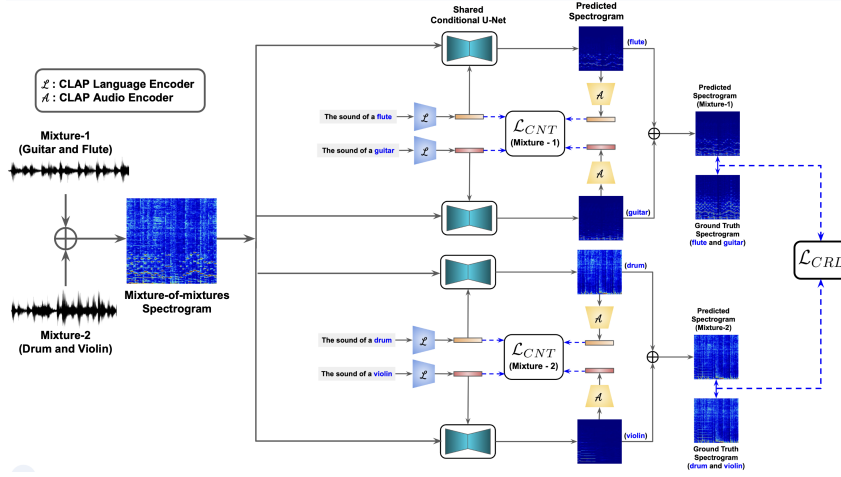 Shared
Conditional U-Net
Predicted
Spectrogram
(flute)
ℒ : CLAP Language Encoder
𝒜 : CLAP Audio Encoder
Mixture-1
(Guitar and Flute)
Mixture-of-mixtures
Spectrogram
Mixture-2
(Drum and Violin)
The sound of a flute
ℒ
𝒜
ℒCNT
(Mixture - 1)
The sound of a guitar
ℒ
𝒜
(guitar)
Predicted
Spectrogram
(Mixture-1)
Ground Truth
Spectrogram
(flute and guitar)
ℒCRL
(drum)
The sound of a drum
ℒ
𝒜
ℒCNT
(Mixture - 2)
The sound of a violin
ℒ
𝒜
(violin)
Predicted
Spectrogram
(Mixture-2)
Ground Truth
Spectrogram
(drum and violin)